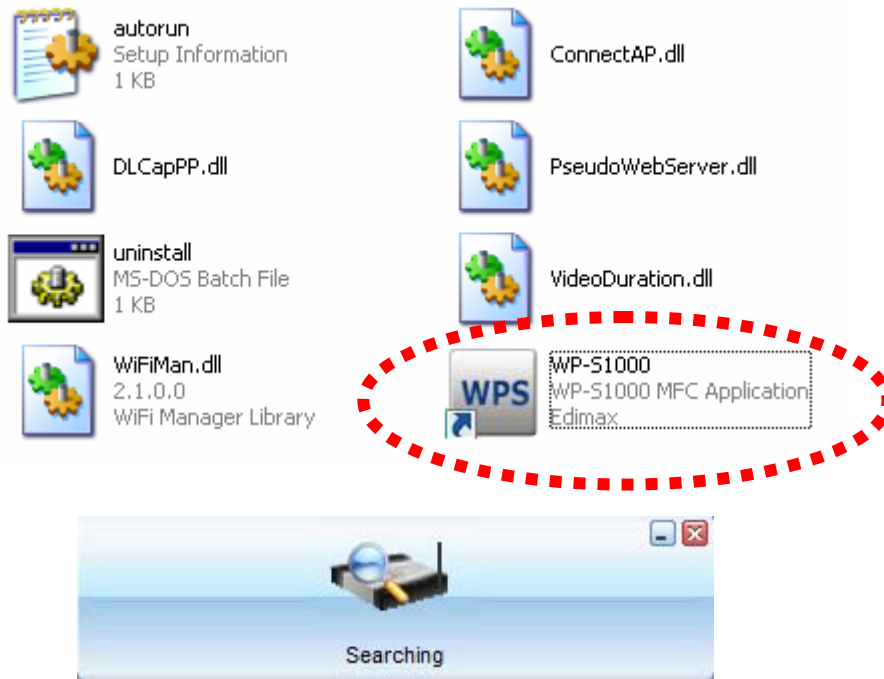 autorun
Setup Information
1 KB
ConnectAP.dll
DLCapPP.dll
PseudoWebServer.dll
uninstall
MS-DOS Batch File
1 KB
VideoDuration.dll
WiFiMan.dll
2.1.0.0
WiFi Manager Library
WPS
WP-S1000
WP-S1000 MFC Application
Edimax
Searching